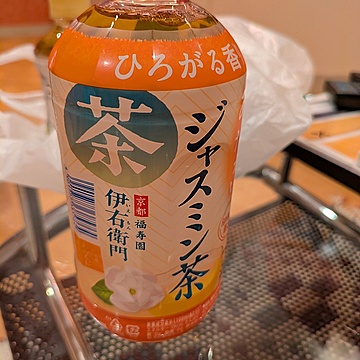 ひろがる香
茶
ジャスミン茶
京都
福寿園
伊右衛門